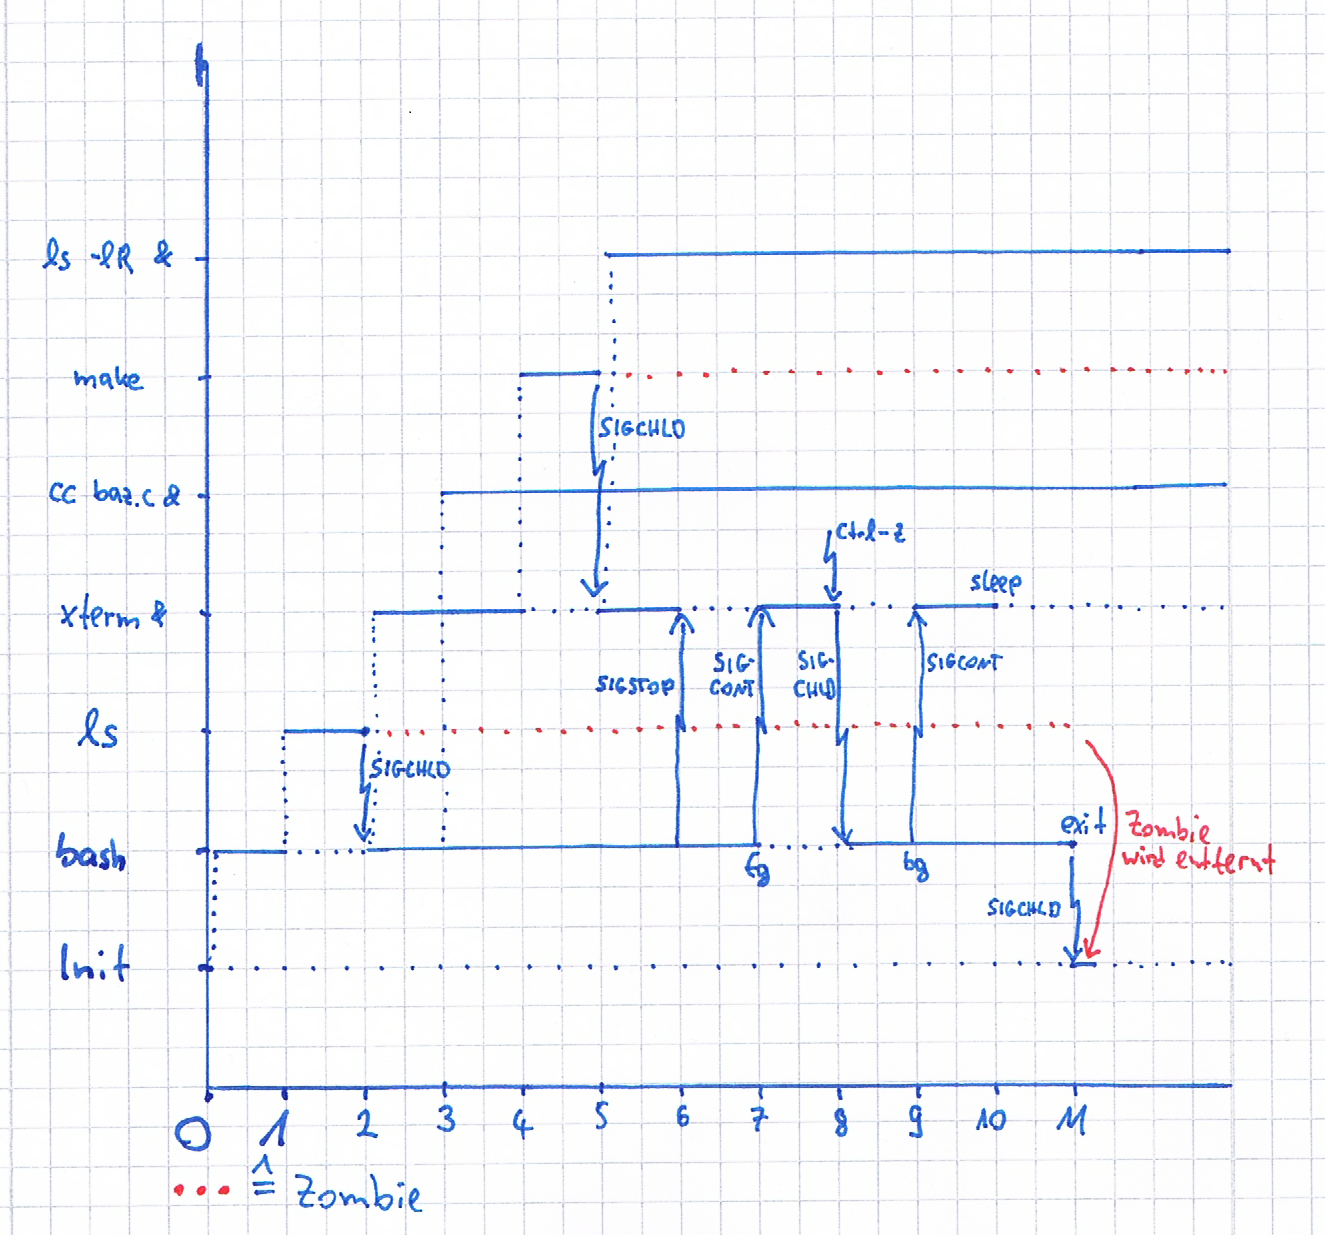 ls -lR &
make
SIGCHLD
cc baz.c &
Ctrl-z
sleep
xterm &
SIGSTOP
SIG-
CONT
SIG-
CHLD
SIGCONT
ls
SIGCHLD
exit
Zombie
wird entfernt
bash
fg
bg
SIGCHLD
Init
0 1 2 3 4 5 6 7 8 9 10 11
... ≙ Zombie